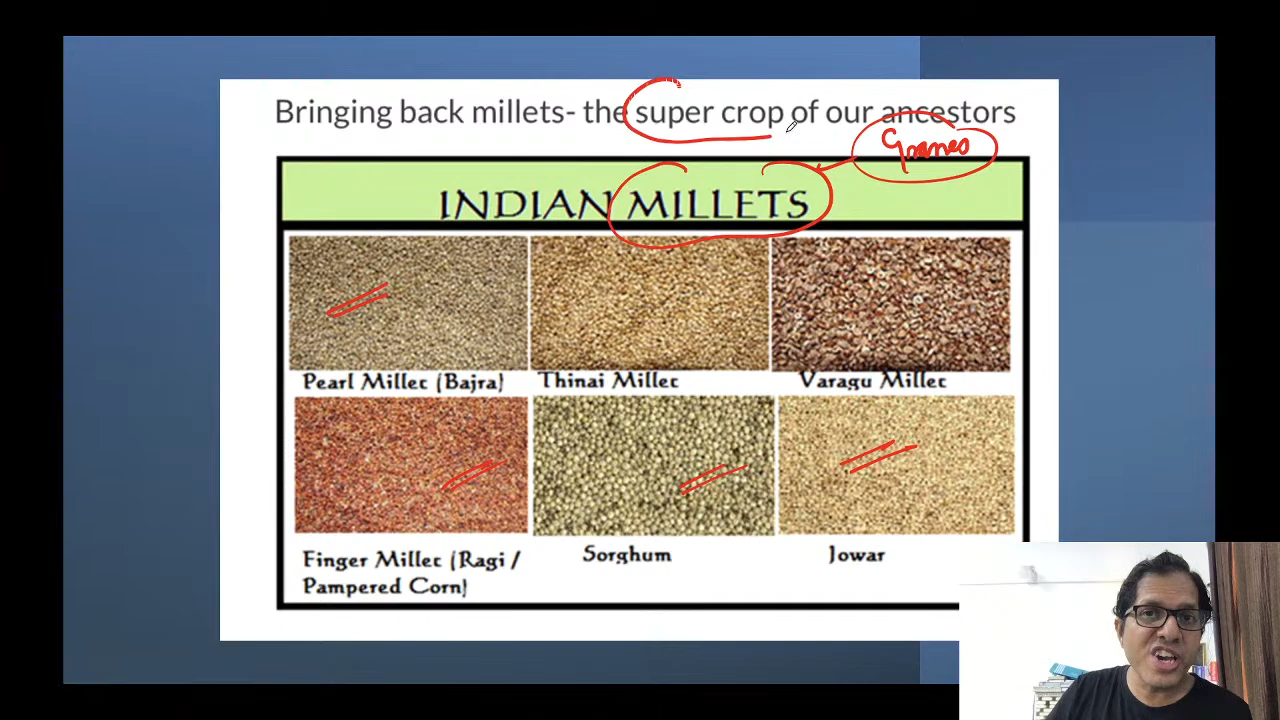 Bringing back millets- the super crop of our ancestors
Granes
INDIAN MILLETS
Pearl Millet (Bajra)
Thinai Millet
Varagu Millet
Finger Millet (Ragi /
Pampered Corn)
Sorghum
Jowar